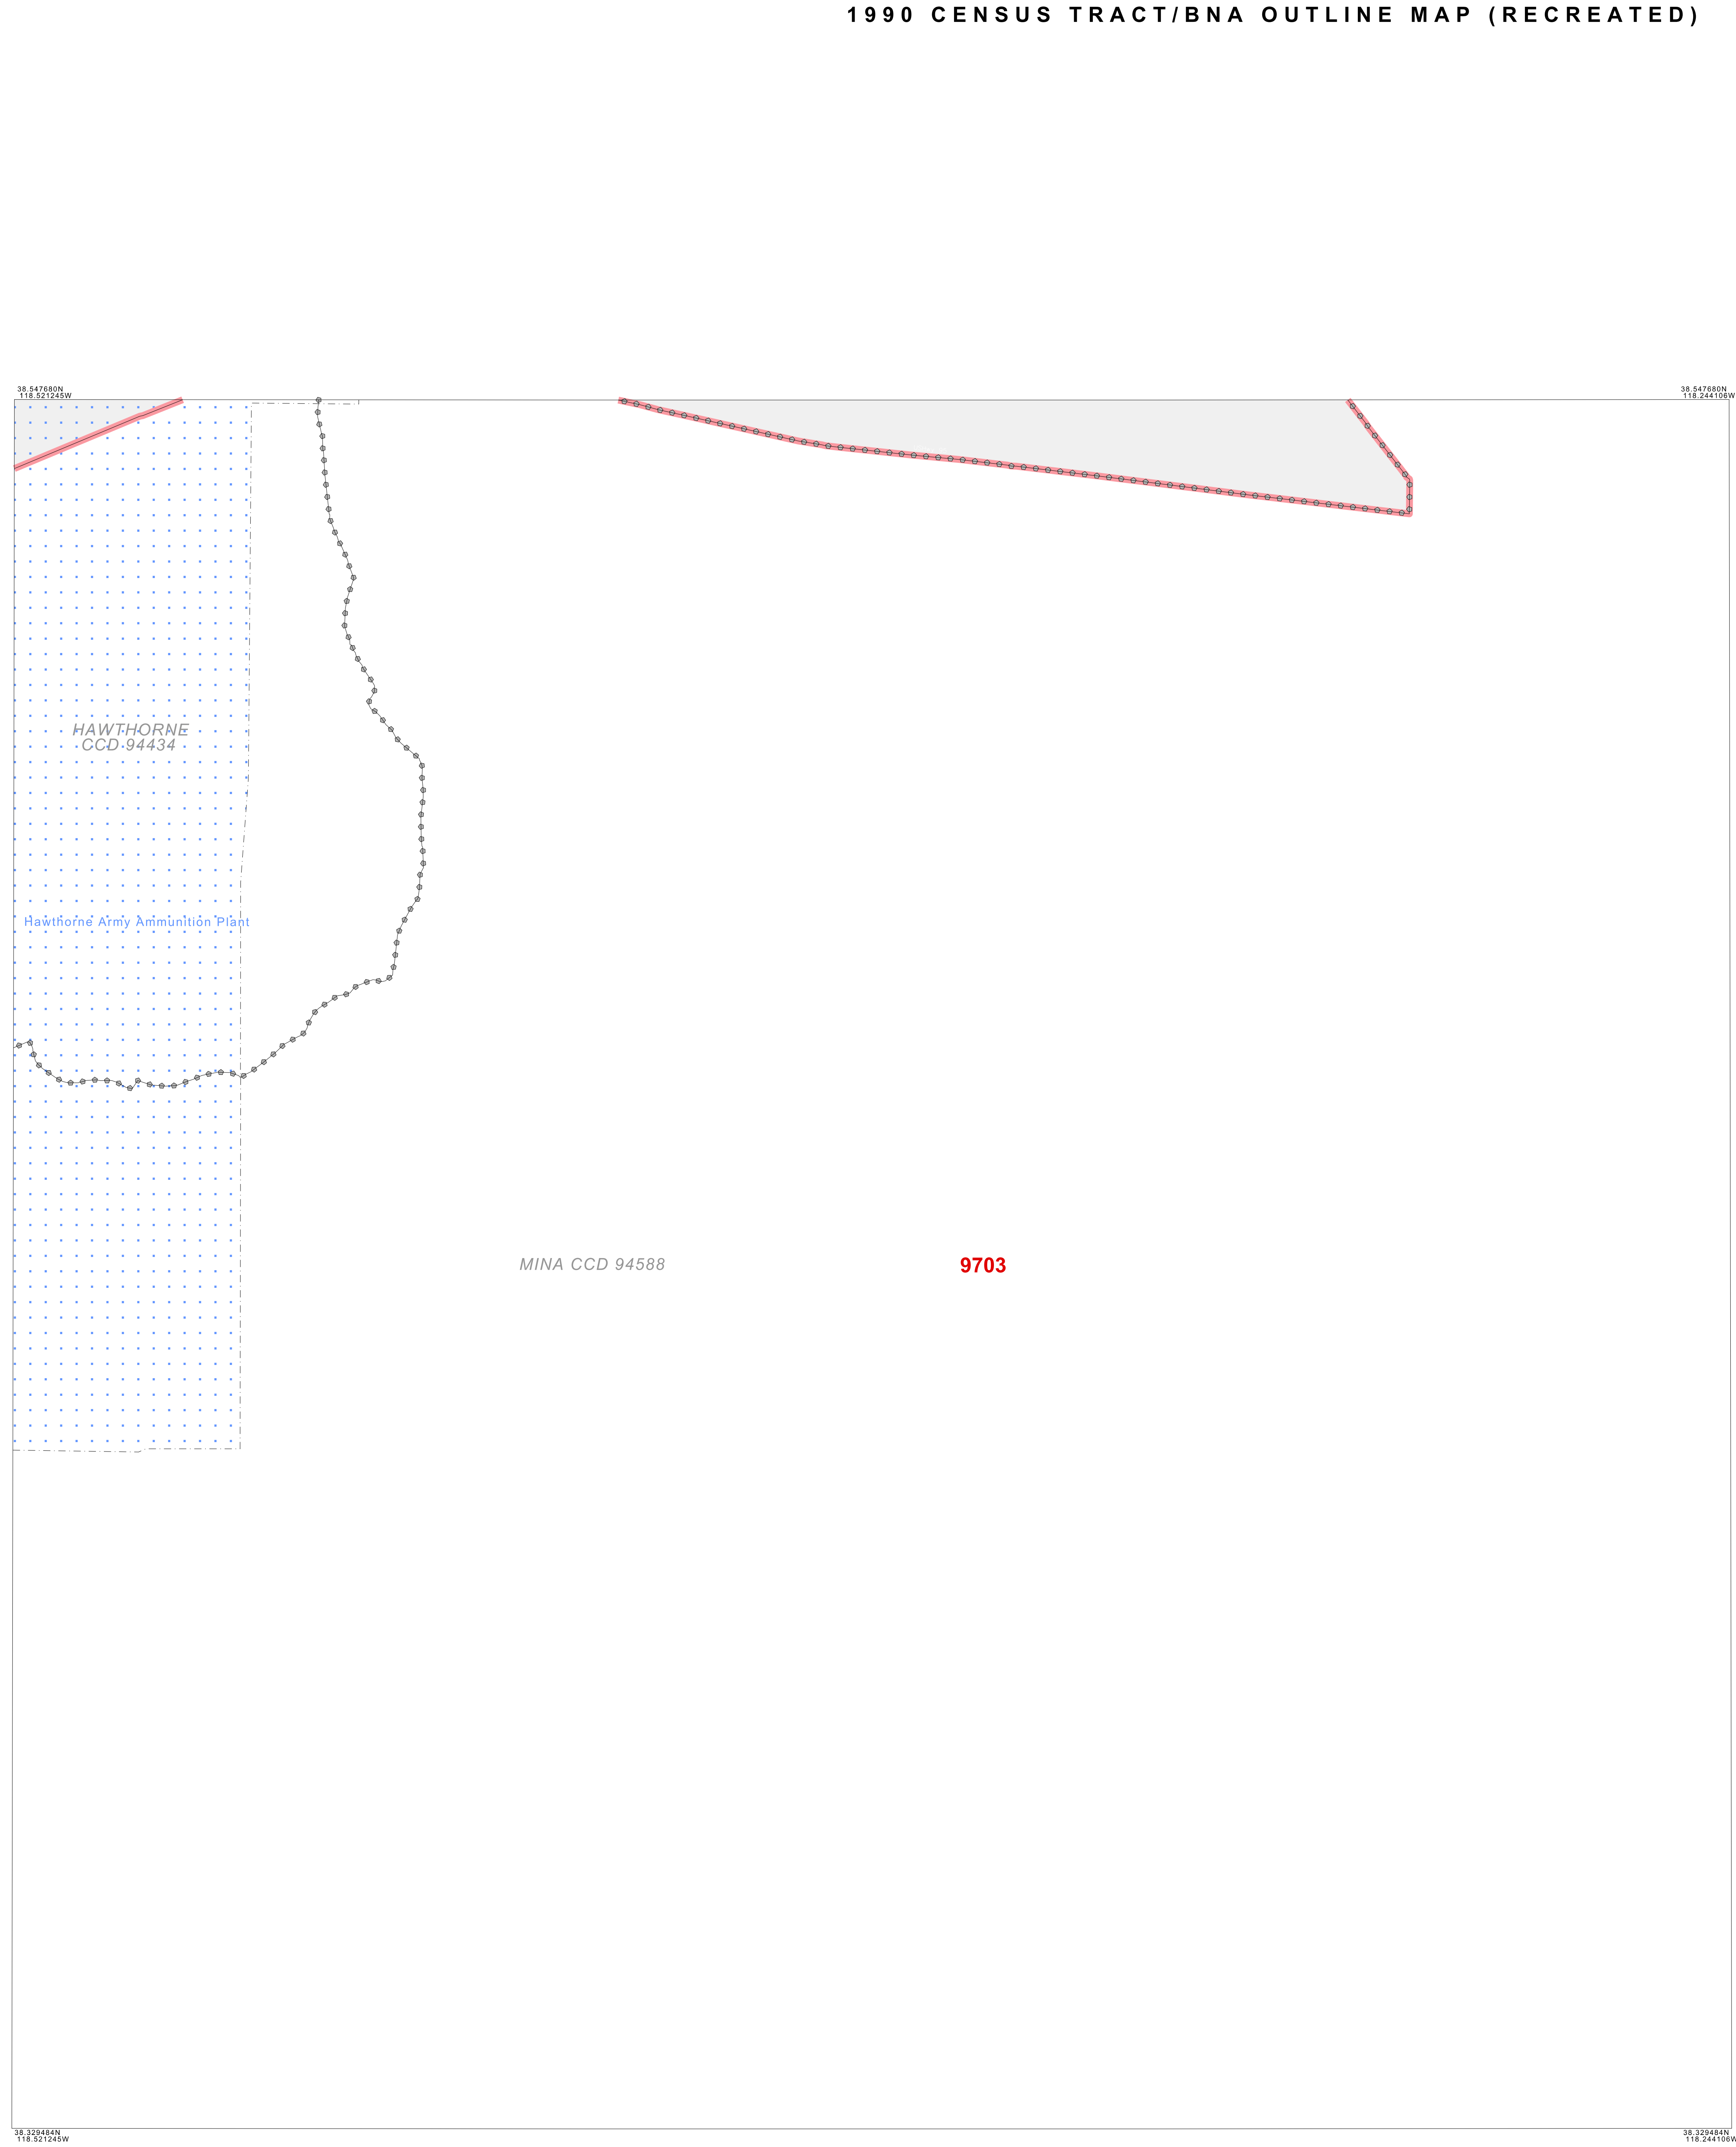 1990 CENSUS TRACT/BNA OUTLINE MAP (RECREATED)
38.547680N
118.521245W
38.547680N
118.244106W
HAWTHORNE
CCD 94434
Hawthorne Army Ammunition Plant
MINA CCD 94588
9703
38.329484N
118.521245W
38.329484N
118.244106W